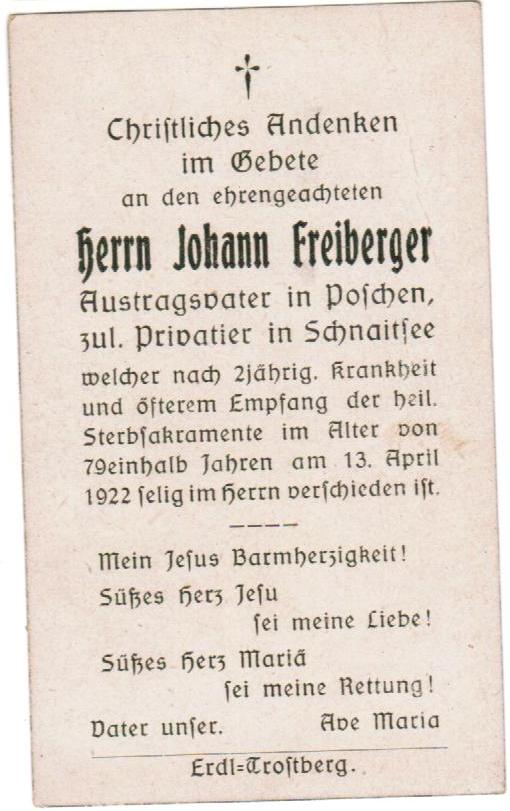 Christliches Andenken
im Gebete
an den ehrengeachteten
Herrn Johann Freiberger
Austragsvater in Poschen,
zul. Privatier in Schnaitsee
welcher nach 2jährig. Krankheit
und öfterem Empfang der heil.
Sterbsakramente im Alter von
79einhalb Jahren am 13. April
1922 selig im Herrn verschieden ist.
Mein Jesus Barmherzigkeit!
Süßes Herz Jesu
sei meine Liebe!
Süßes Herz Mariä
sei meine Rettung!
Vater unser. Ave Maria
Erdl=Trostberg.